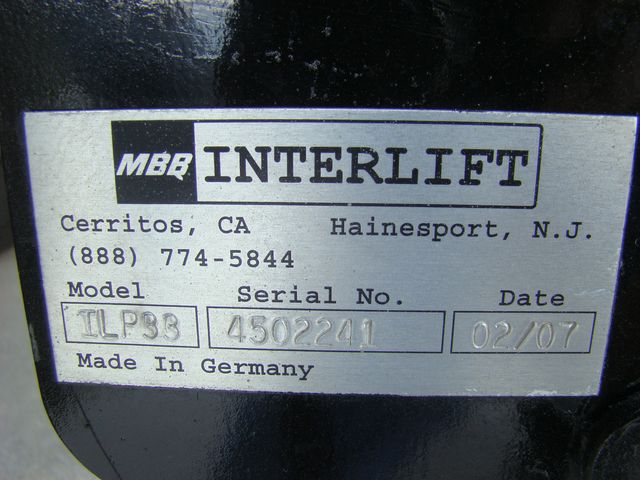 MBB INTERLIFT
Cerritos, CA Hainesport, N.J.
(888) 774-5844
Model Serial No. Date
ILP33 4502241 02/07
Made In Germany